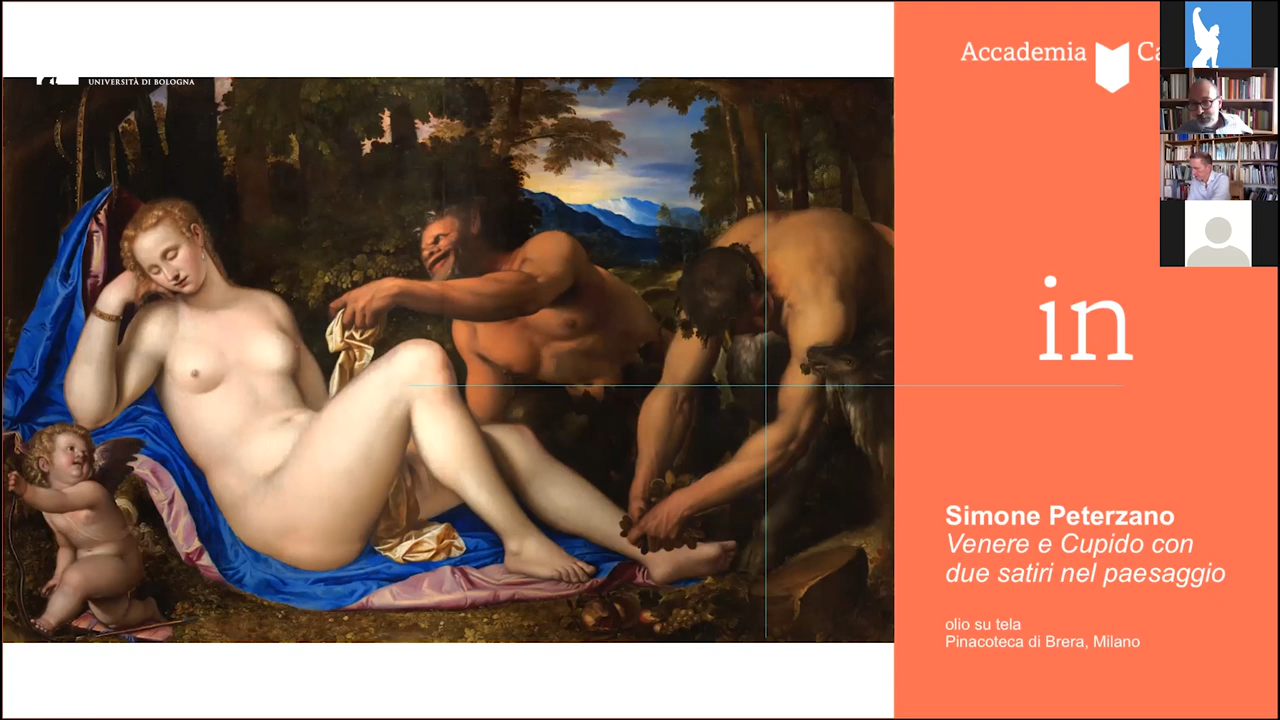 UNIVERSITÀ DI BOLOGNA
Accademia
in
Simone Peterzano
Venere e Cupido con
due satiri nel paesaggio
olio su tela
Pinacoteca di Brera, Milano